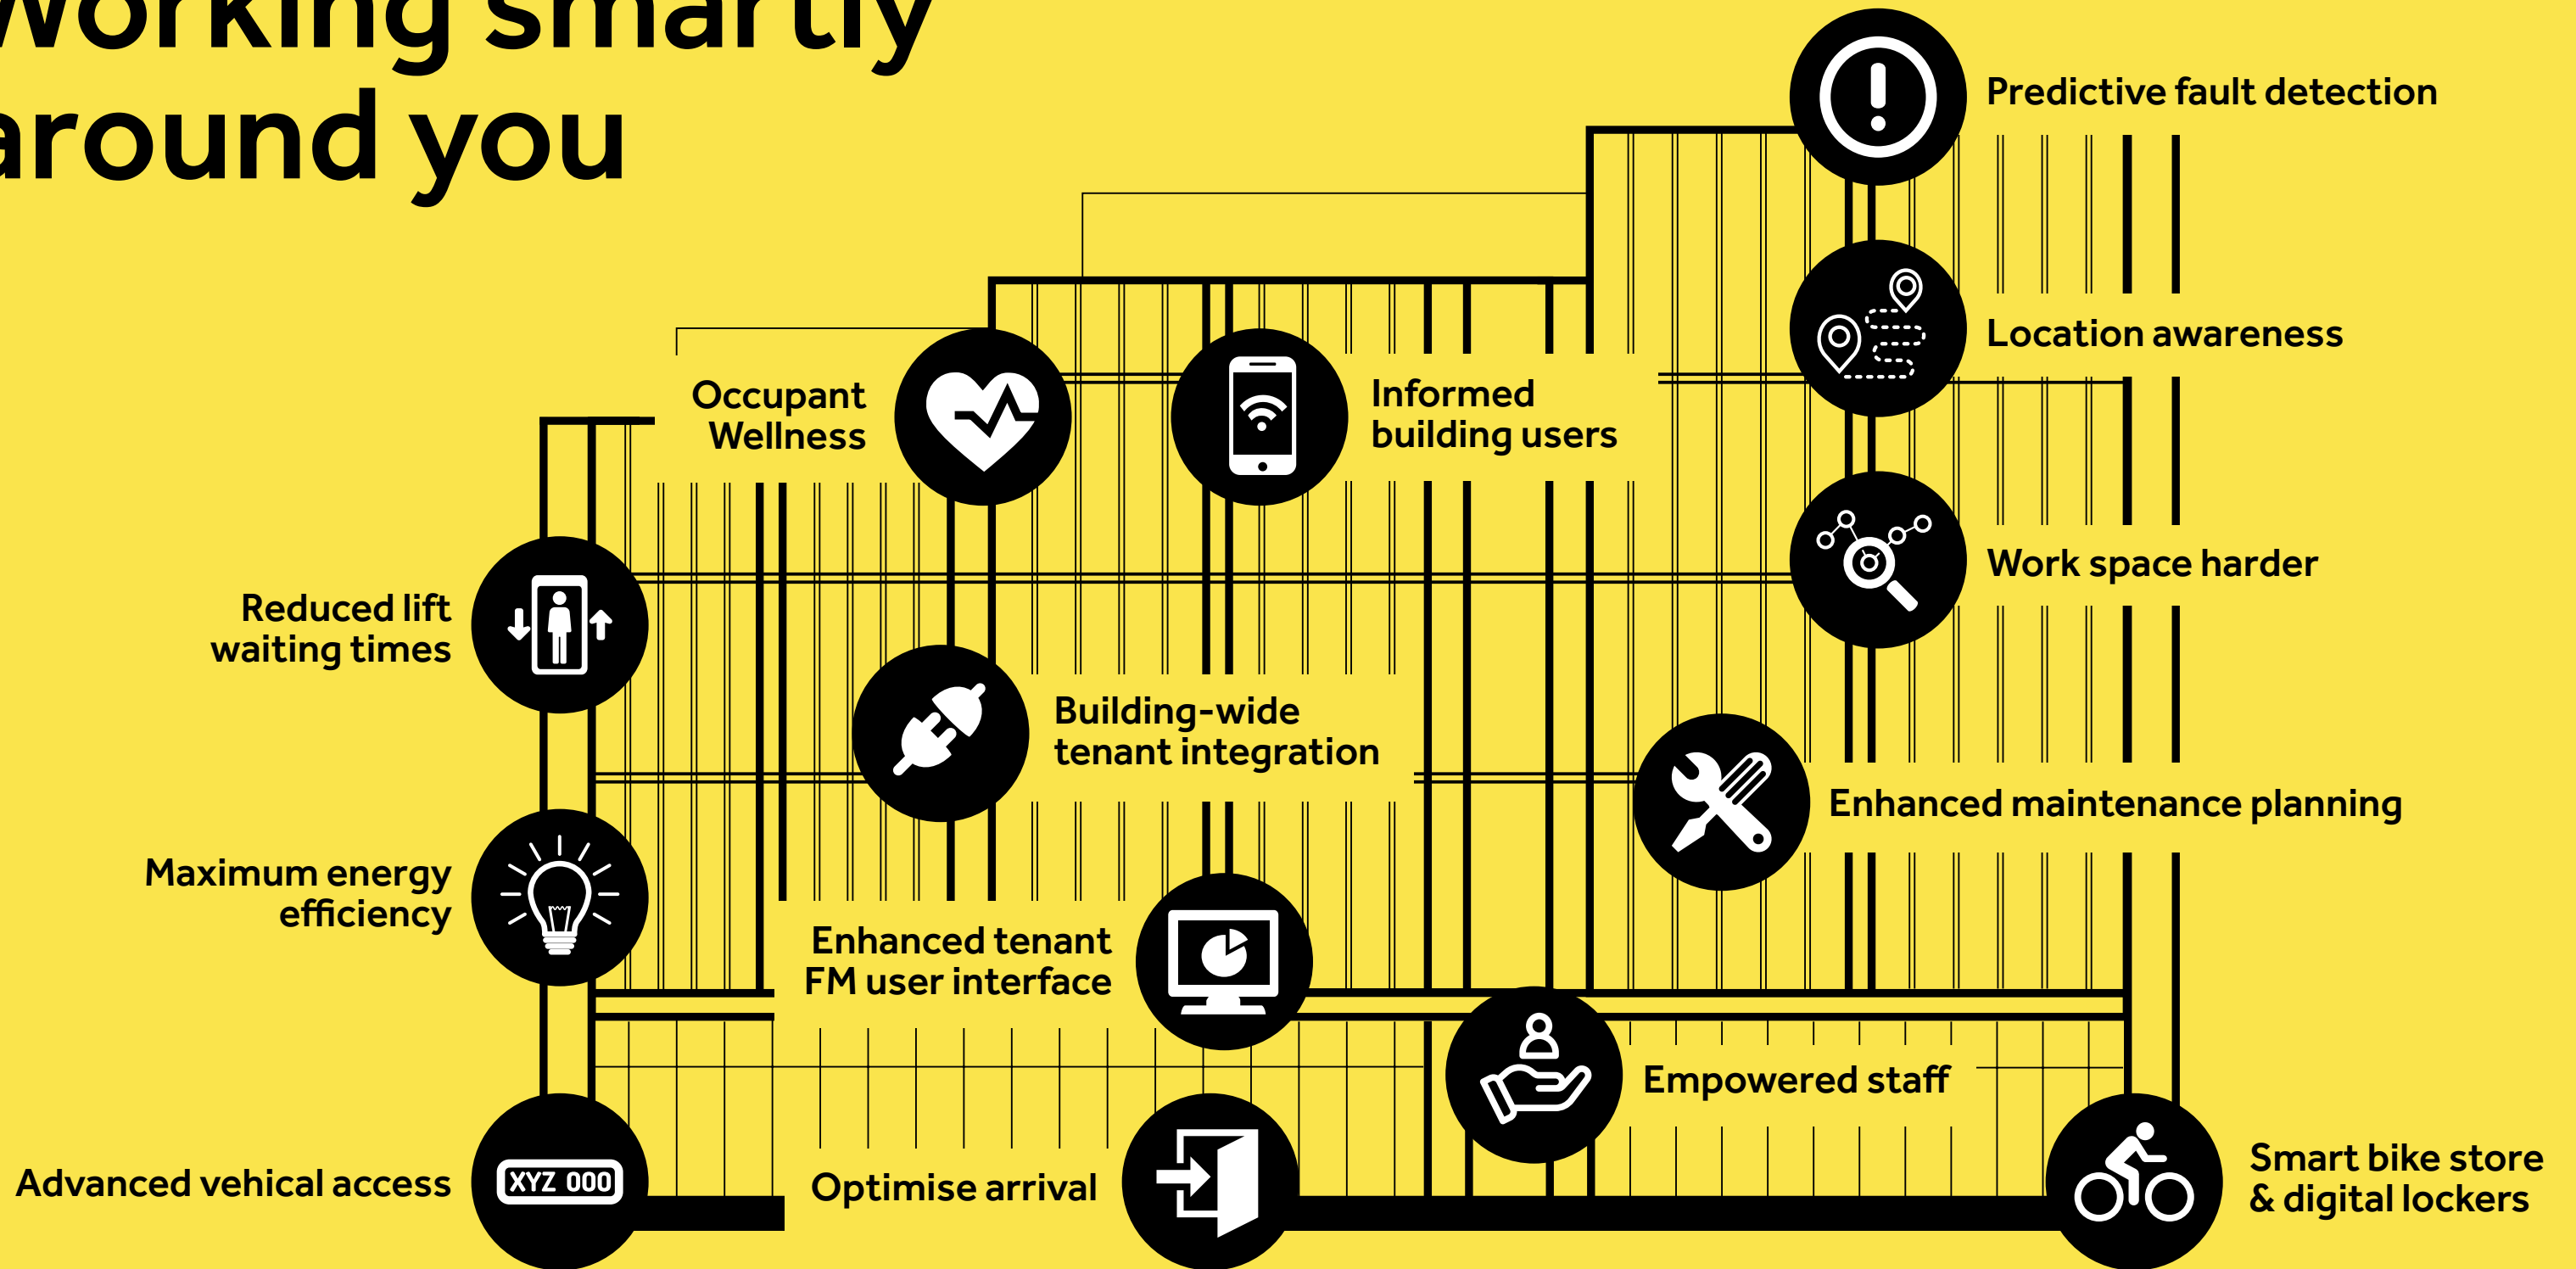 Working smartly
around you
Predictive fault detection
Location awareness
Occupant
Wellness
Informed
building users
Work space harder
Reduced lift
waiting times
Building-wide
tenant integration
Enhanced maintenance planning
Maximum energy
efficiency
Enhanced tenant
FM user interface
Empowered staff
Advanced vehical access
XYZ 000
Optimise arrival
Smart bike store
& digital lockers